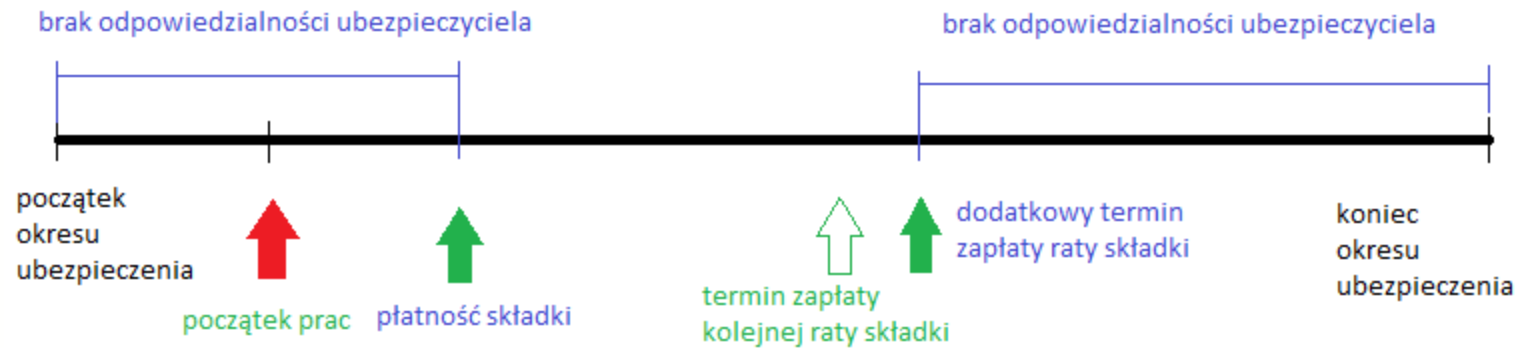 brak odpowiedzialności ubezpieczyciela
brak odpowiedzialności ubezpieczyciela
początek
okresu
ubezpieczenia
początek prac
płatność składki
termin zapłaty
kolejnej raty składki
dodatkowy termin
zapłaty raty składki
koniec
okresu
ubezpieczenia